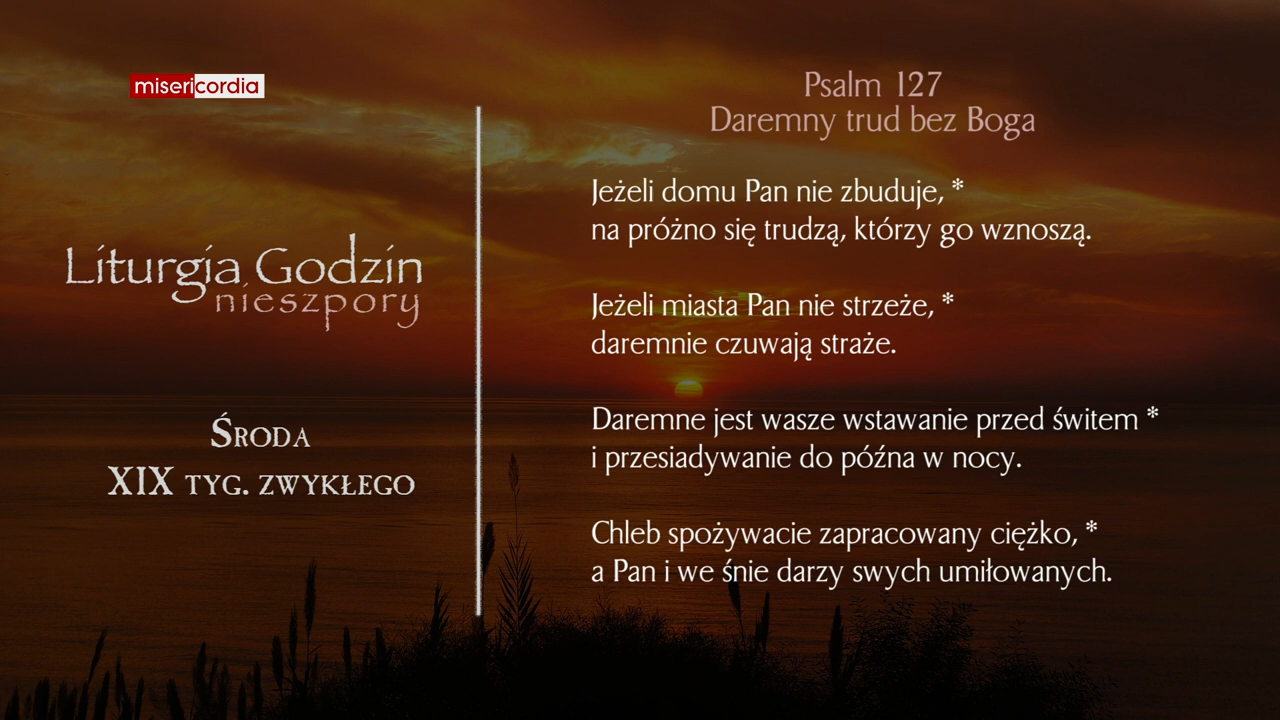 misericordia
Liturgia Godzin
nieszpory
Środa
XIX tyg. zwykłego
Psalm 127
Daremny trud bez Boga
Jeżeli domu Pan nie zbuduje, *
na próżno się trudzą, którzy go wznoszą.
Jeżeli miasta Pan nie strzeże, *
daremnie czuwają straże.
Daremne jest wasze wstawanie przed świtem *
i przesiadywanie do późna w nocy.
Chleb spożywacie zapracowany ciężko, *
a Pan i we śnie darzy swych umiłowanych.